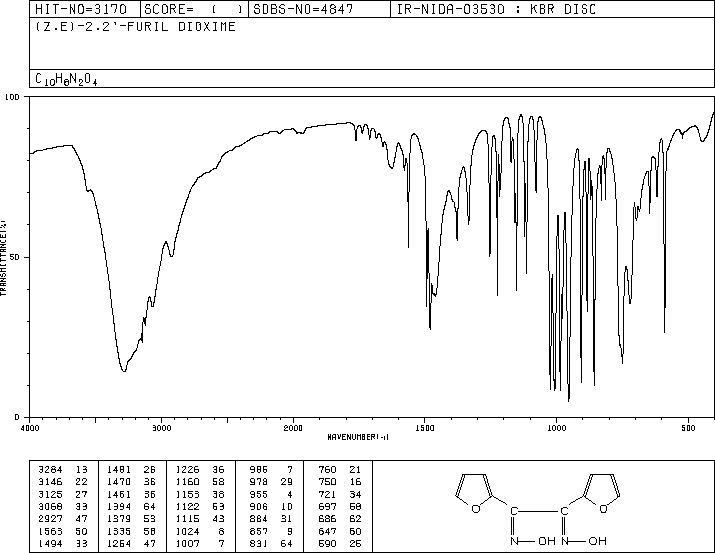 HIT-NO=3170 SCORE= ( ) SDBS-NO=4847 IR-NIDA-03530 : KBR DISC
(Z,E)-2,2'-FURIL DIOXIME
C10H8N2O4
100
50
0
TRANSMITTANCE(%)
4000 3000 2000 1500 1000 500
WAVENUMBER(-1)
3284 13 1481 26 1226 36 986 7 760 21
3146 22 1470 36 1160 58 978 29 750 16
3125 27 1461 36 1153 38 955 4 721 34
3068 33 1394 64 1122 53 906 10 697 58
2927 47 1379 53 1115 43 884 31 686 62
1563 50 1335 58 1024 8 857 9 647 60
1494 33 1254 47 1007 7 831 64 590 25
O O
C C
N OH N OH